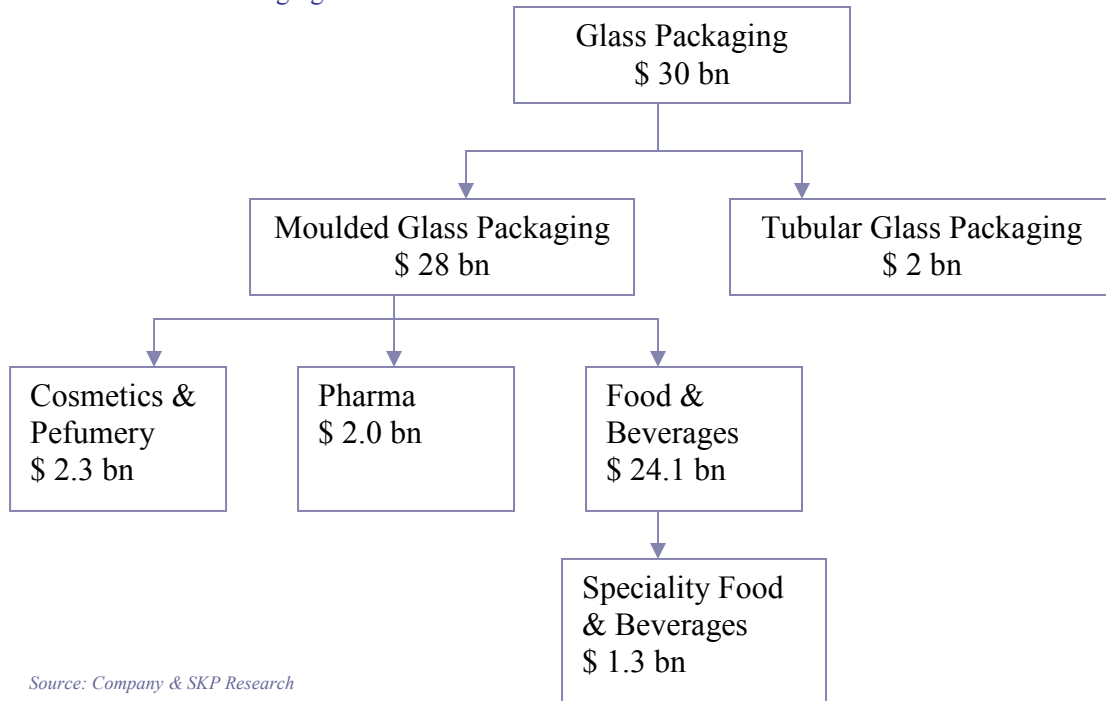 Glass Packaging
$ 30 bn
Moulded Glass Packaging
$ 28 bn
Tubular Glass Packaging
$ 2 bn
Cosmetics &
Pefumery
$ 2.3 bn
Pharma
$ 2.0 bn
Food &
Beverages
$ 24.1 bn
Speciality Food
& Beverages
$ 1.3 bn
Source: Company & SKP Research